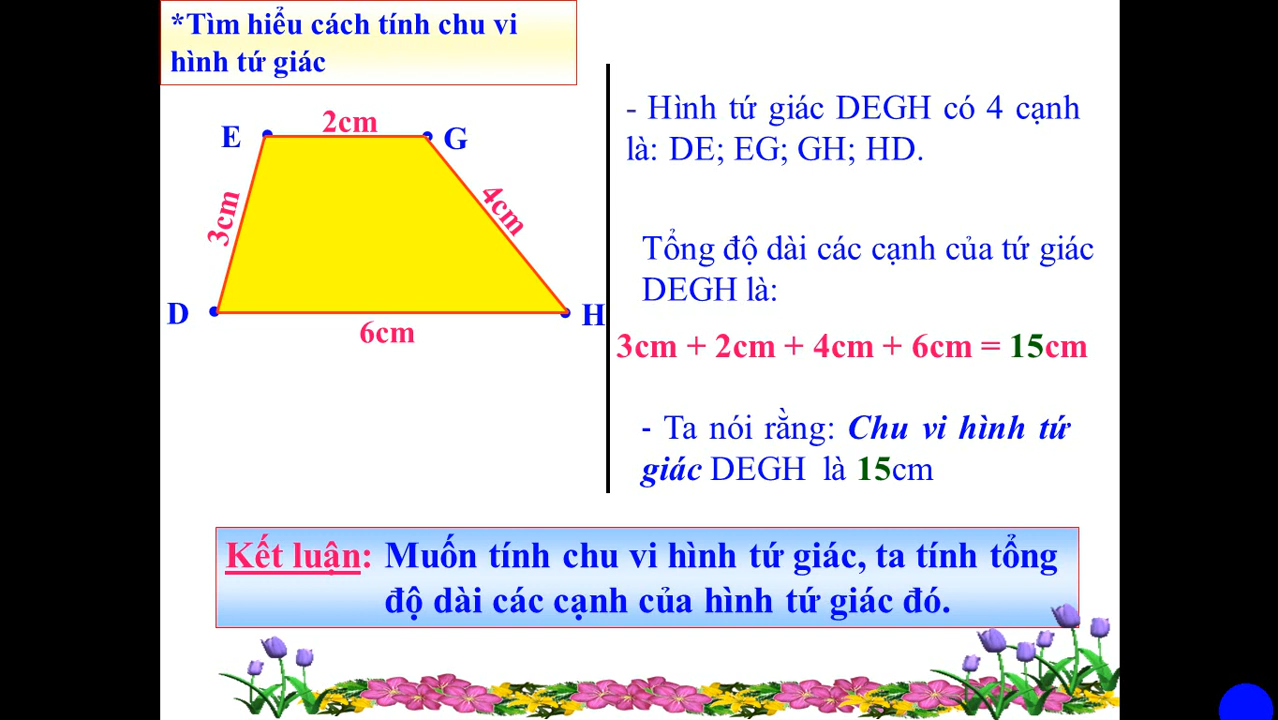 *Tìm hiểu cách tính chu vi
hình tứ giác
E
2cm
G
3cm
4cm
D
6cm
H
- Hình tứ giác DEGH có 4 cạnh
là: DE; EG; GH; HD.
Tổng độ dài các cạnh của tứ giác
DEGH là:
3cm + 2cm + 4cm + 6cm = 15cm
- Ta nói rằng: Chu vi hình tứ
giác DEGH là 15cm
Kết luận: Muốn tính chu vi hình tứ giác, ta tính tổng
độ dài các cạnh của hình tứ giác đó.